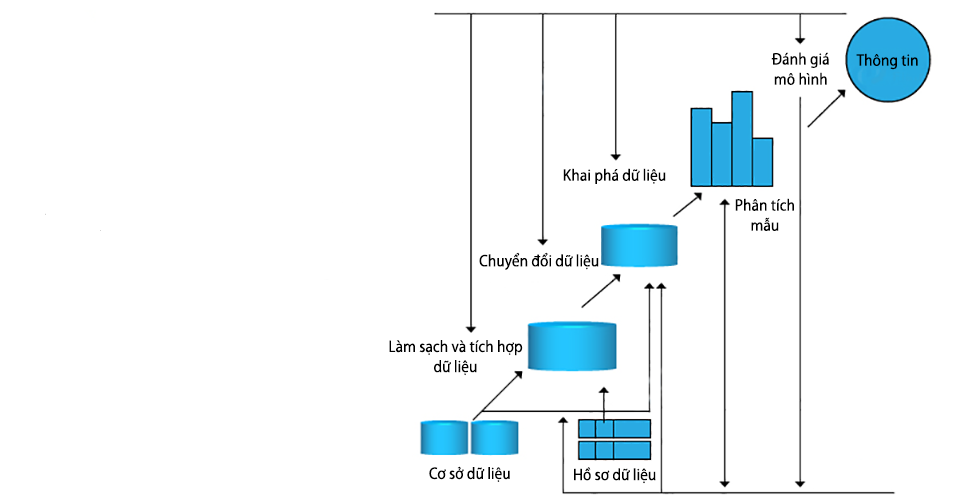 Đánh giá
mô hình
Thông tin
Khai phá dữ liệu
Phân tích
mẫu
Chuyển đổi dữ liệu
Làm sạch và tích hợp
dữ liệu
Cơ sở dữ liệu
Hồ sơ dữ liệu